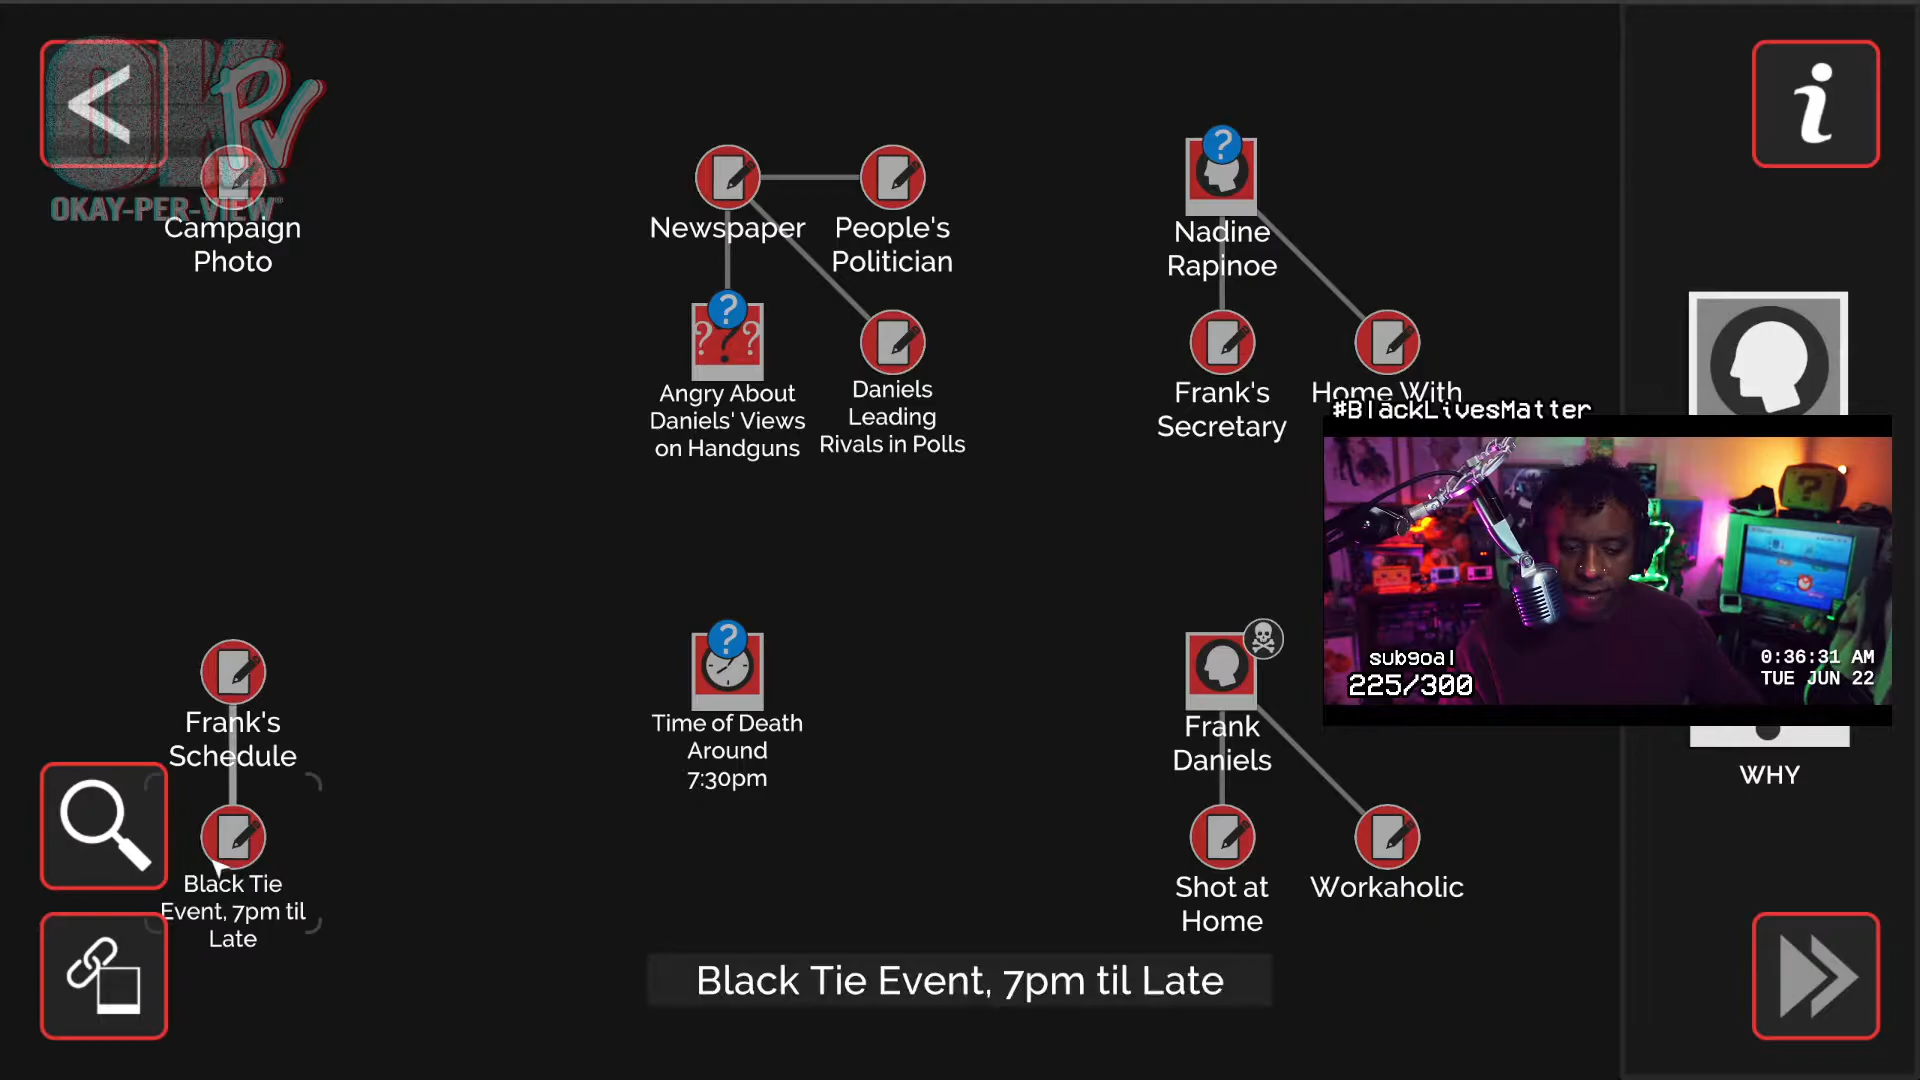 OK PV
OKAY-PER-VIEW
Campaign
Photo
Newspaper
People's
Politician
Angry About
Daniels' Views
on Handguns
Daniels
Leading
Rivals in Polls
Nadine
Rapinoe
Frank's
Secretary
Home With
#BlackLivesMatter
subgoal
225/300
0:36:31 AM
TUE JUN 22
Frank's
Schedule
Black Tie
Event, 7pm til
Late
Time of Death
Around
7:30pm
Frank
Daniels
Shot at
Home
Workaholic
WHY
Black Tie Event, 7pm til Late